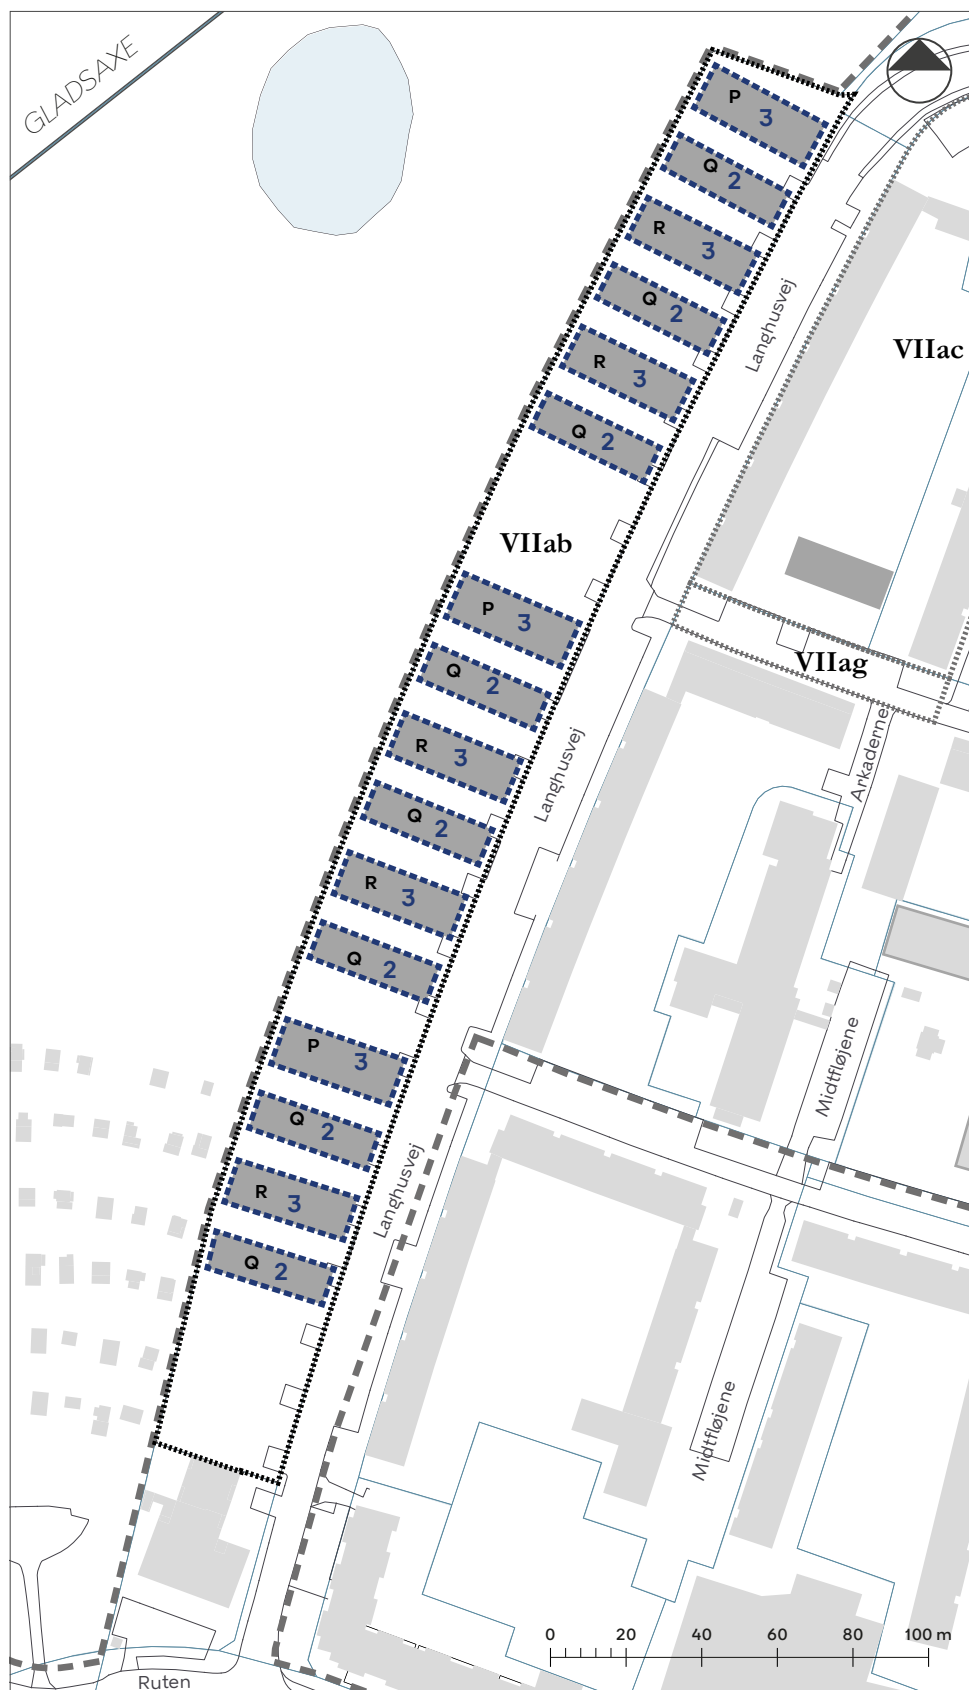 GLADSAXE
P 3
Q 2
R 3
Q 2
Langhusvej
R 3
VIIac
Q 2
VIIab
P 3
VIIag
Q 2
Arkaderne
R 3
Langhusvej
Q 2
R 3
Q 2
P 3
Midtfløjene
Q 2
R 3
Langhusvej
Q 2
Midtfløjene
0 20 40 60 80 100 m
Ruten